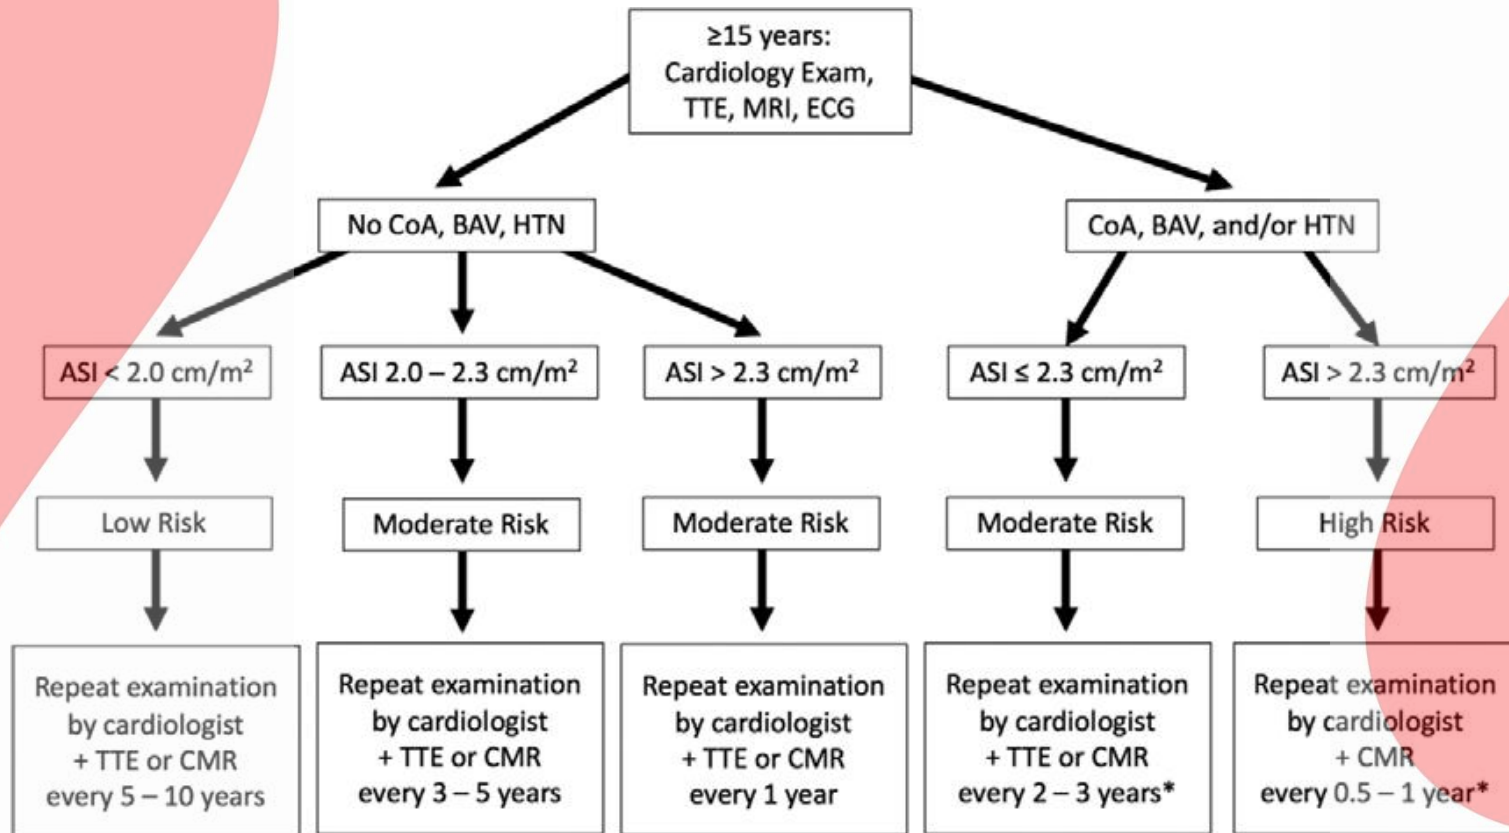 ≥15 years:
Cardiology Exam,
TTE, MRI, ECG
No CoA, BAV, HTN
CoA, BAV, and/or HTN
ASI < 2.0 cm/m²
ASI 2.0 – 2.3 cm/m²
ASI > 2.3 cm/m²
ASI ≤ 2.3 cm/m²
ASI > 2.3 cm/m²
Low Risk
Moderate Risk
Moderate Risk
Moderate Risk
High Risk
Repeat examination
by cardiologist
+ TTE or CMR
every 5 – 10 years
Repeat examination
by cardiologist
+ TTE or CMR
every 3 – 5 years
Repeat examination
by cardiologist
+ TTE or CMR
every 1 year
Repeat examination
by cardiologist
+ TTE or CMR
every 2 – 3 years*
Repeat examination
by cardiologist
+ CMR
every 0.5 – 1 year*